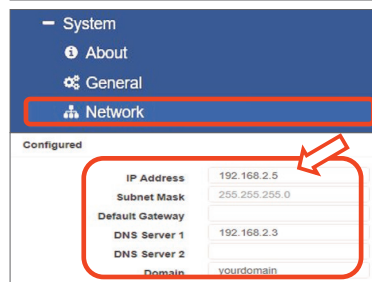 System
About
General
Network
Configured
IP Address 192.168.2.5
Subnet Mask 255.255.255.0
Default Gateway
DNS Server 1 192.168.2.3
DNS Server 2
Domain yourdomain